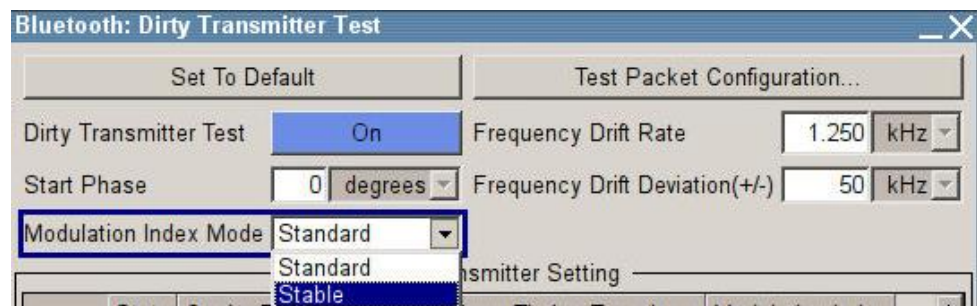 Bluetooth: Dirty Transmitter Test
Set To Default
Test Packet Configuration...
Dirty Transmitter Test On Frequency Drift Rate 1.250 kHz
Start Phase 0 degrees Frequency Drift Deviation(+/-) 50 kHz
Modulation Index Mode Standard
Standard
smitter Setting
Stable